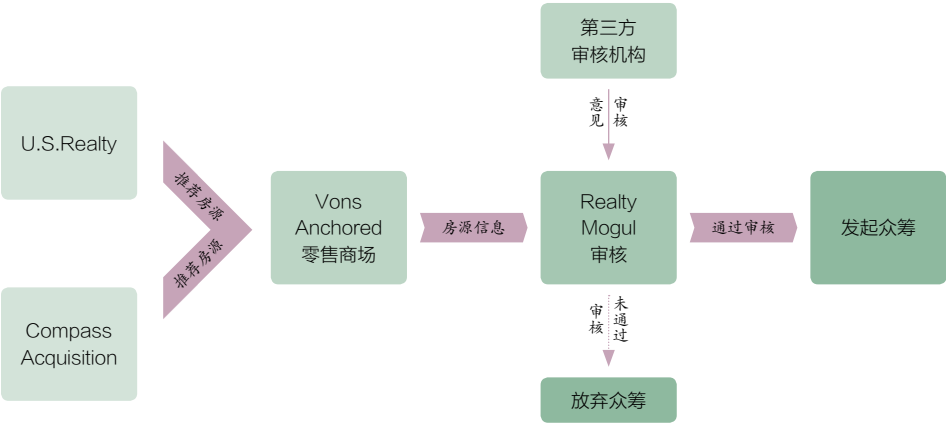 第三方
审核机构
审核
意见
U.S.Realty
推荐房源
推荐房源
Compass
Acquisition
Vons
Anchored
零售商场
房源信息
Realty
Mogul
审核
通过审核
发起众筹
未通过
审核
放弃众筹